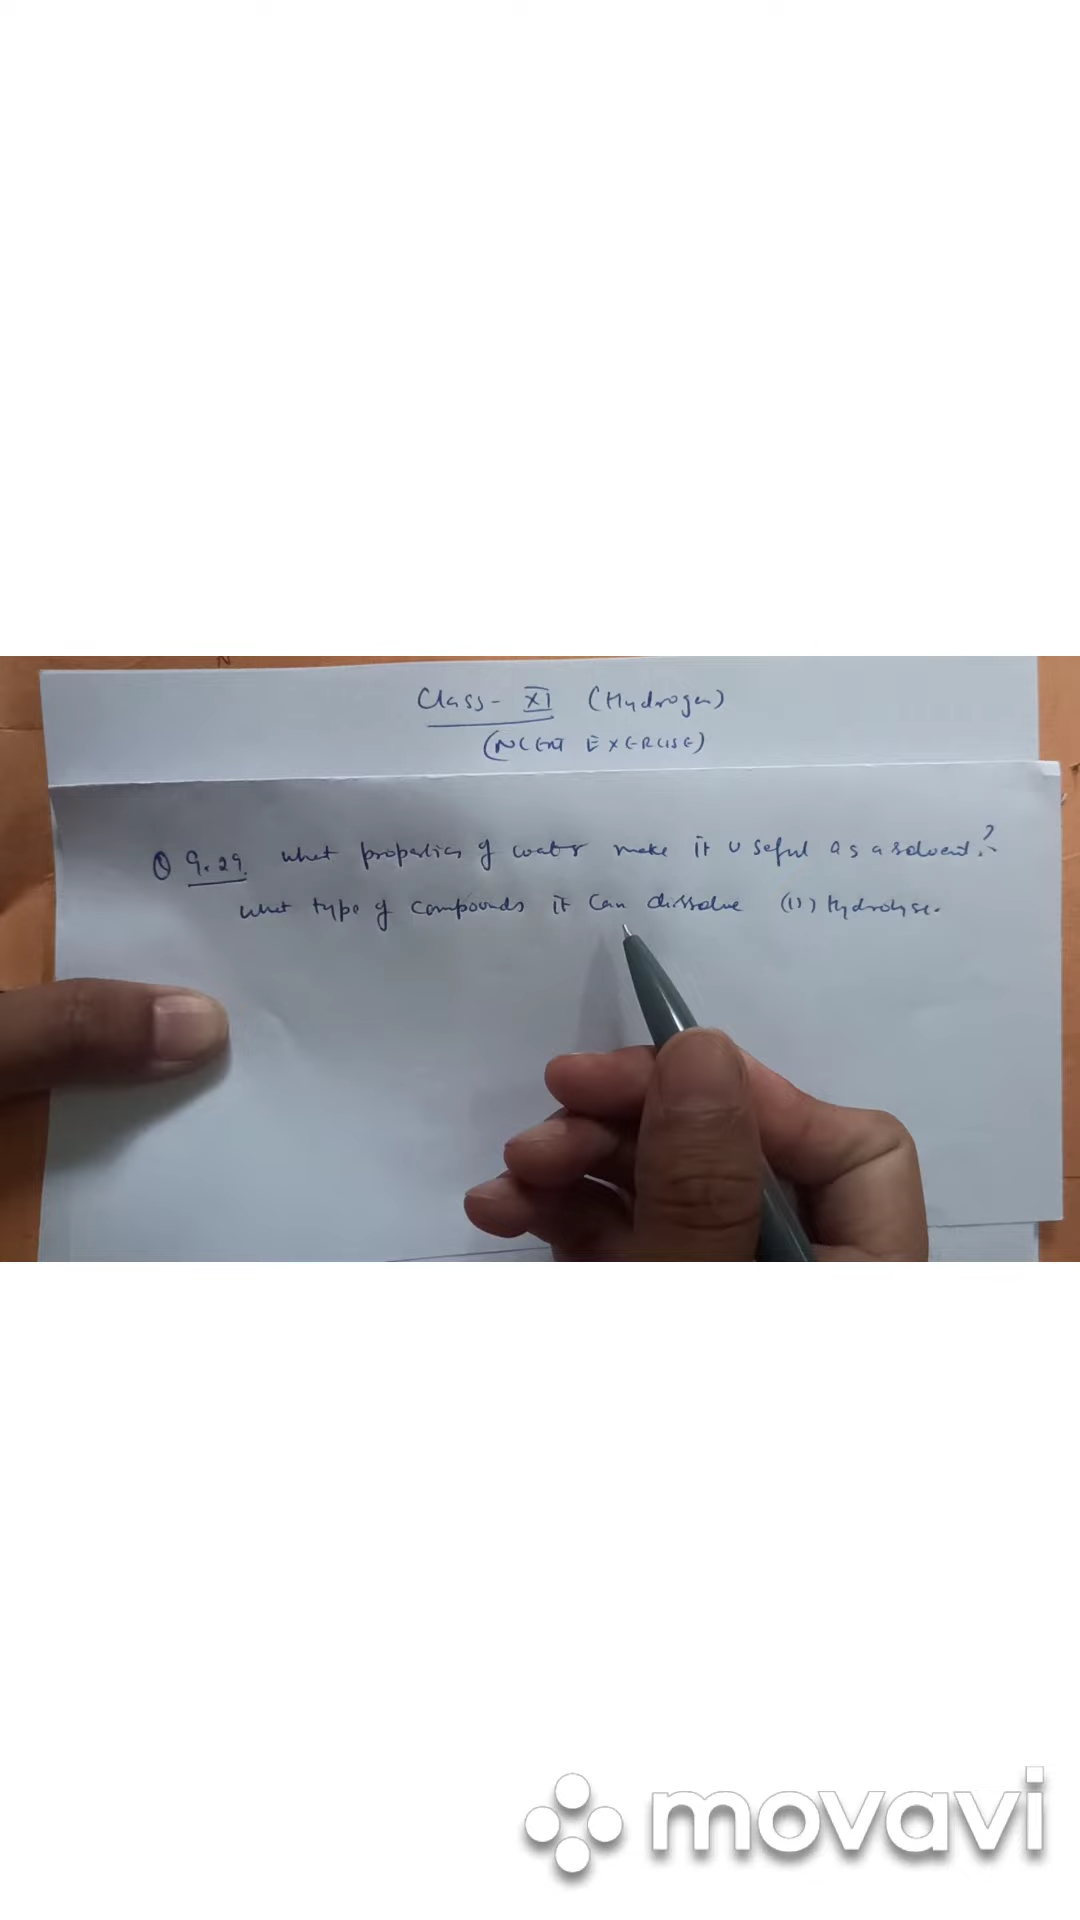 Class- XI (Hydrogen)
(NCERT EXERCISE)
Q 9.29. What properties of water make it useful as a solvent?
What type of compounds it can dissolve (ii) Hydrolyse.
movavi